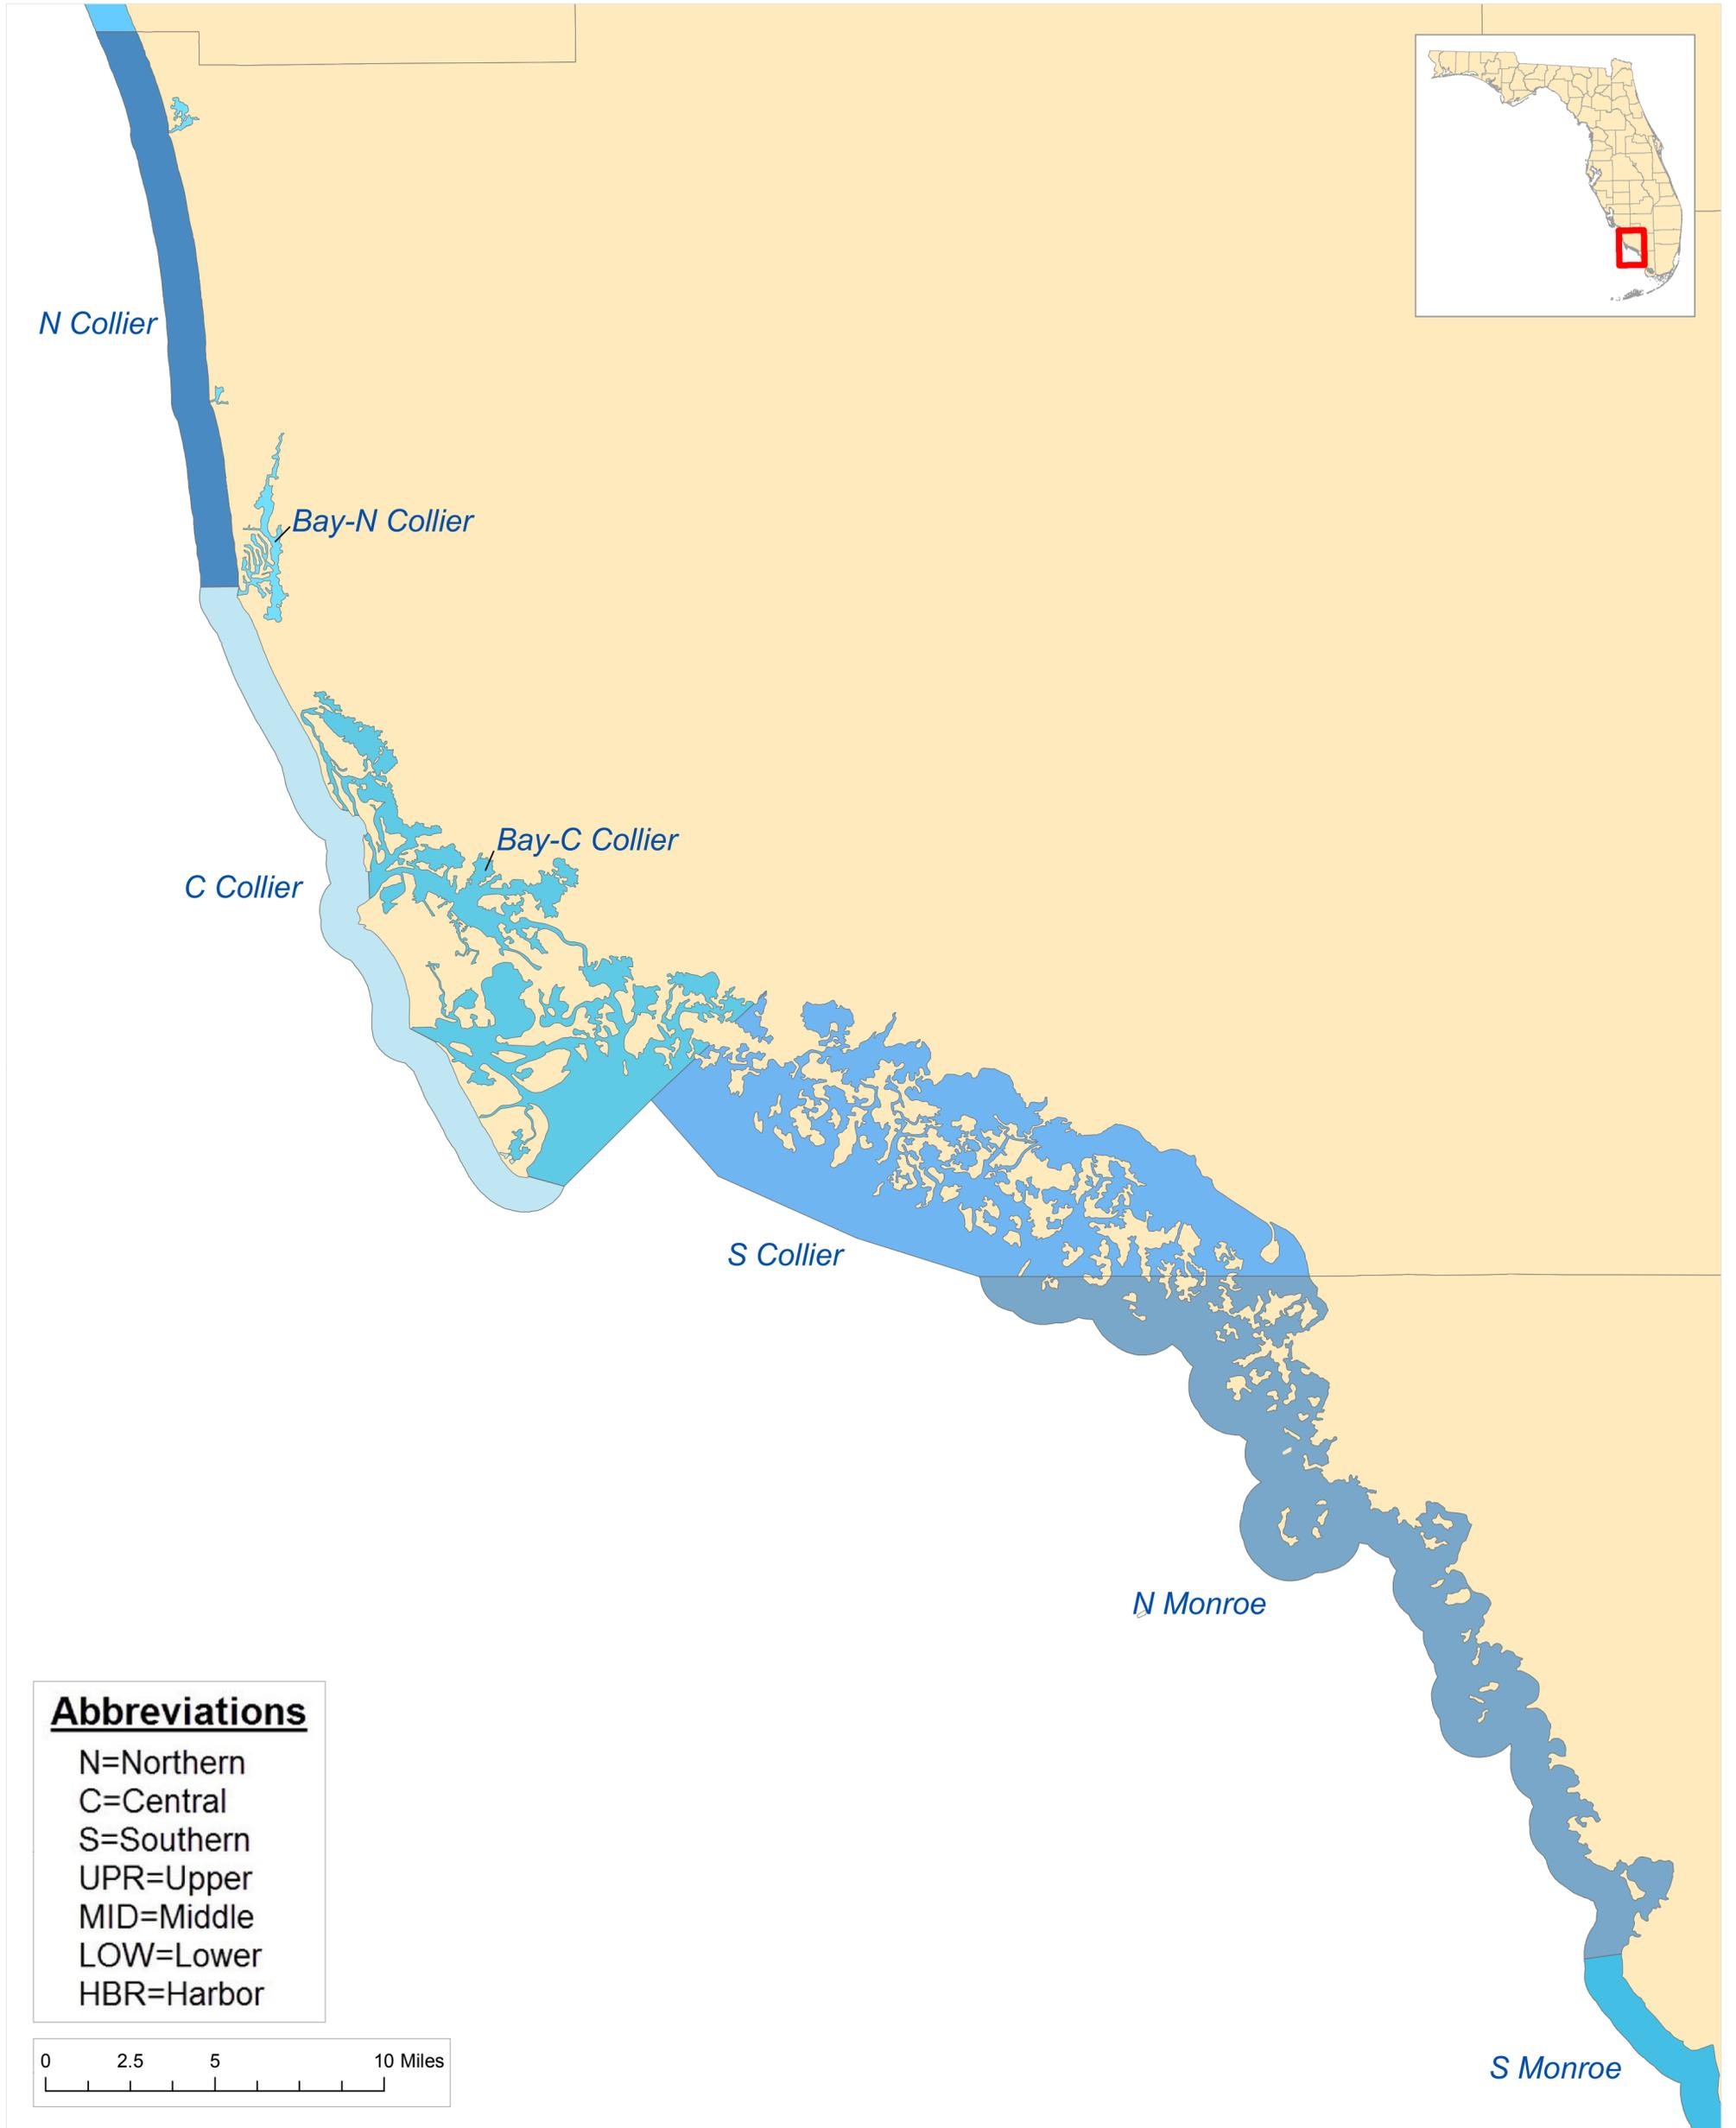 N Collier
Bay-N Collier
Bay-C Collier
C Collier
S Collier
N Monroe
Abbreviations
N=Northern
C=Central
S=Southern
UPR=Upper
MID=Middle
LOW=Lower
HBR=Harbor
0 2.5 5 10 Miles
S Monroe